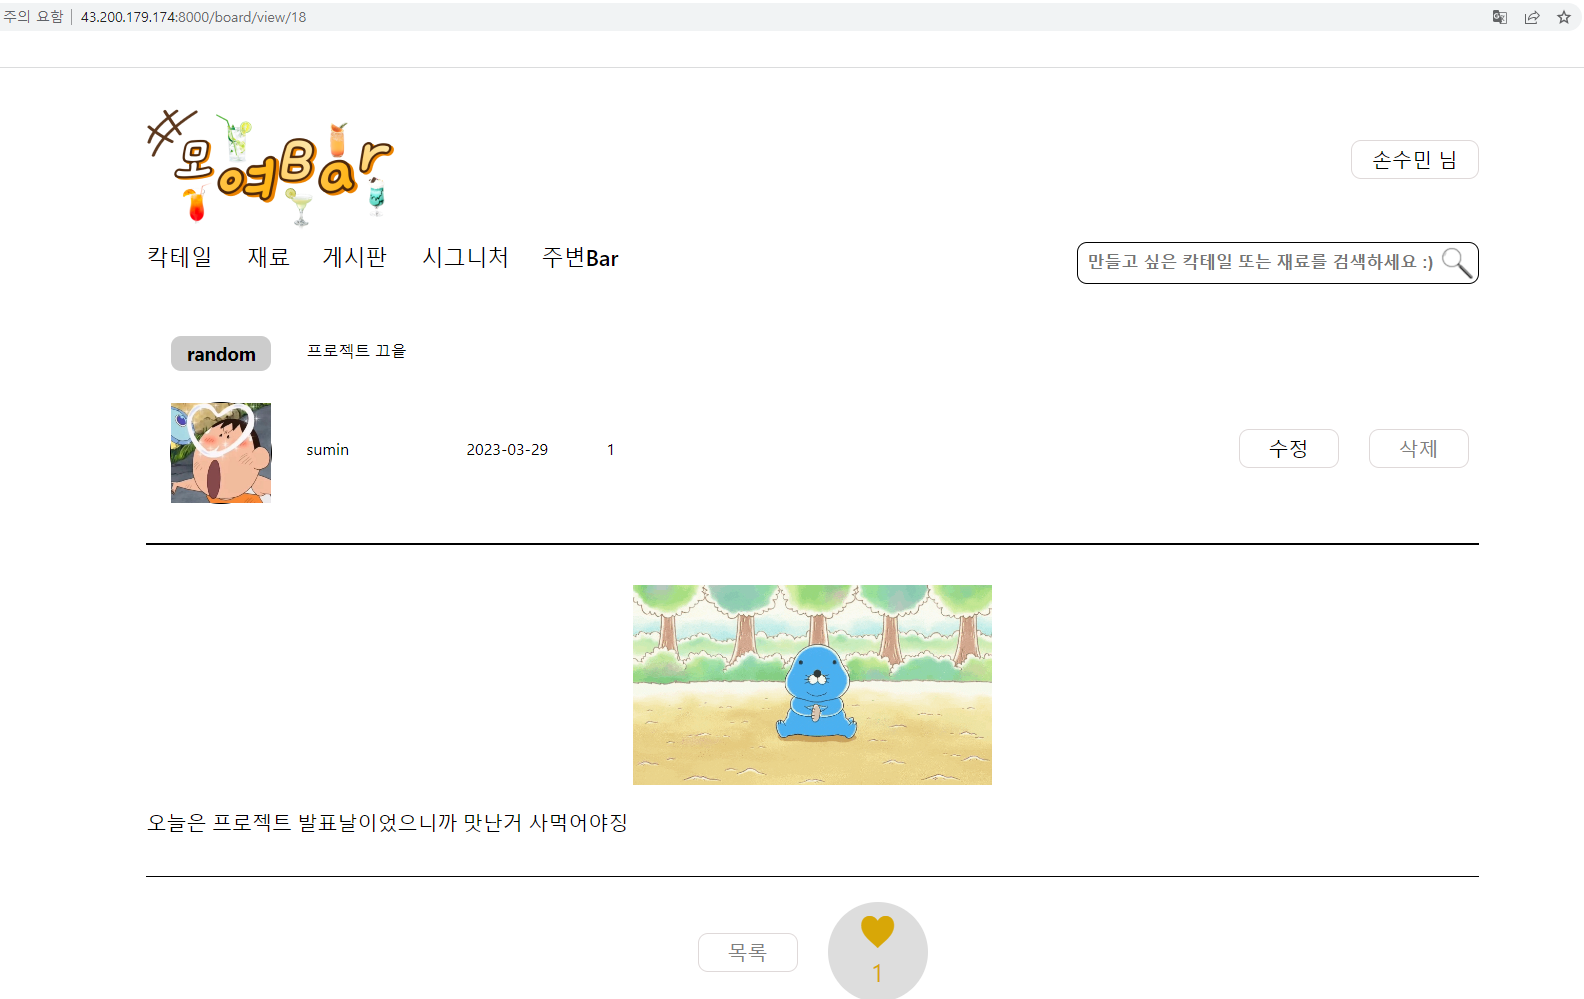 주의 요함 | 43.200.179.174:8000/board/view/18
모여Bar
손수민 님
칵테일 재료 게시판 시그니처 주변Bar
만들고 싶은 칵테일 또는 재료를 검색하세요 :)
random 프로젝트 끄읕
sumin 2023-03-29 1 수정 삭제
오늘은 프로젝트 발표날이었으니까 맛난거 사먹어야징
목록
1